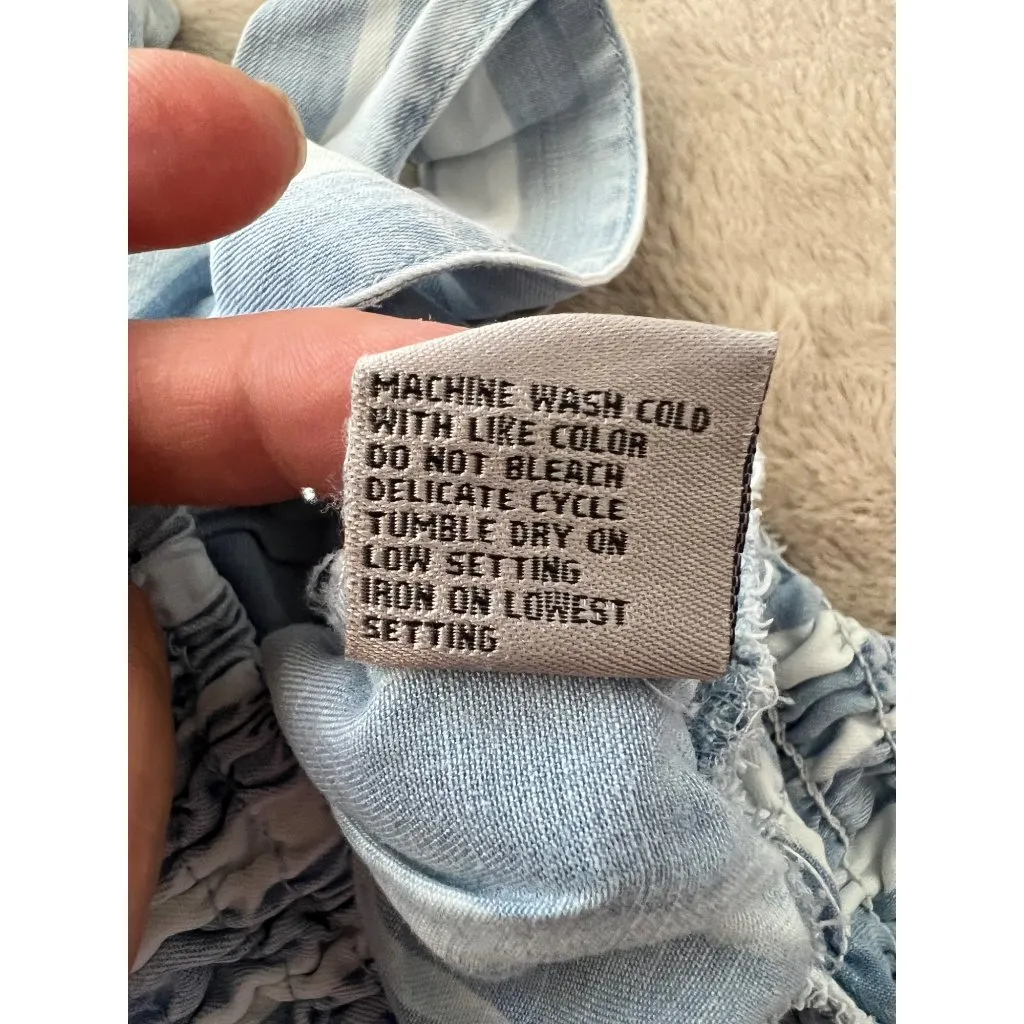 MACHINE WASH COLD
WITH LIKE COLOR
DO NOT BLEACH
DELICATE CYCLE
TUMBLE DRY ON
LOW SETTING
IRON ON LOWEST
SETTING